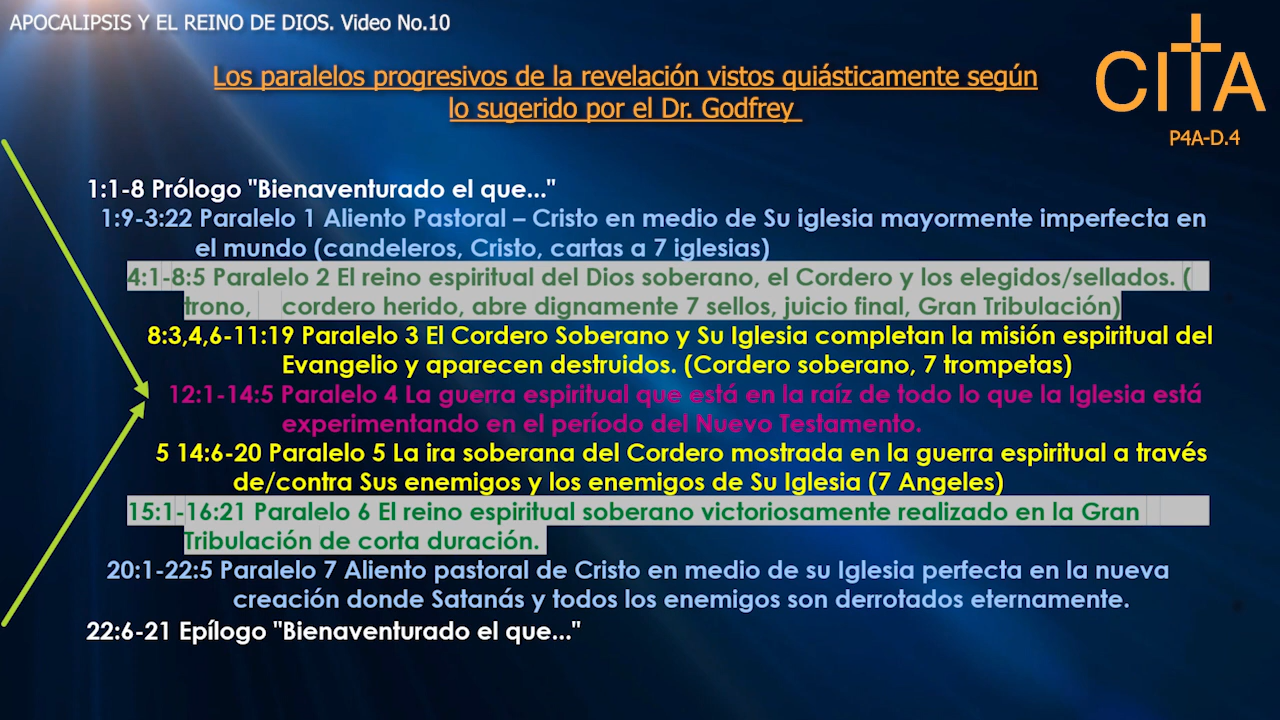 APOCALIPSIS Y EL REINO DE DIOS. Video No.10
CITA
P4A-D.4
Los paralelos progresivos de la revelación vistos quiásticamente según
lo sugerido por el Dr. Godfrey
1:1-8 Prólogo "Bienaventurado el que..."
1:9-3:22 Paralelo 1 Aliento Pastoral – Cristo en medio de Su iglesia mayormente imperfecta en
el mundo (candeleros, Cristo, cartas a 7 iglesias)
4:1-8:5 Paralelo 2 El reino espiritual del Dios soberano, el Cordero y los elegidos/sellados. (
trono, cordero herido, abre dignamente 7 sellos, juicio final, Gran Tribulación)
8:3,4,6-11:19 Paralelo 3 El Cordero Soberano y Su Iglesia completan la misión espiritual del
Evangelio y aparecen destruidos. (Cordero soberano, 7 trompetas)
12:1-14:5 Paralelo 4 La guerra espiritual que está en la raíz de todo lo que la Iglesia está
experimentando en el período del Nuevo Testamento.
5 14:6-20 Paralelo 5 La ira soberana del Cordero mostrada en la guerra espiritual a través
de/contra Sus enemigos y los enemigos de Su Iglesia (7 Angeles)
15:1-16:21 Paralelo 6 El reino espiritual soberano victoriosamente realizado en la Gran
Tribulación de corta duración.
20:1-22:5 Paralelo 7 Aliento pastoral de Cristo en medio de su Iglesia perfecta en la nueva
creación donde Satanás y todos los enemigos son derrotados eternamente.
22:6-21 Epílogo "Bienaventurado el que..."